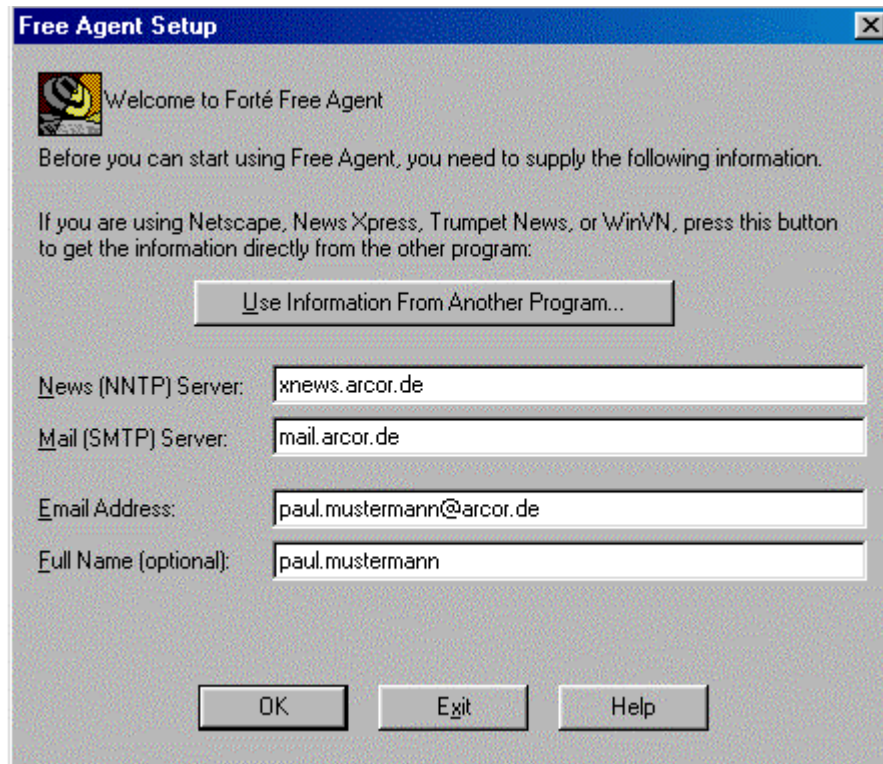 Free Agent Setup
Welcome to Forté Free Agent
Before you can start using Free Agent, you need to supply the following information.
If you are using Netscape, News Xpress, Trumpet News, or WinVN, press this button
to get the information directly from the other program:
Use Information From Another Program...
News (NNTP) Server: xnews.arcor.de
Mail (SMTP) Server: mail.arcor.de
Email Address: paul.mustermann@arcor.de
Full Name (optional): paul.mustermann
OK Exit Help